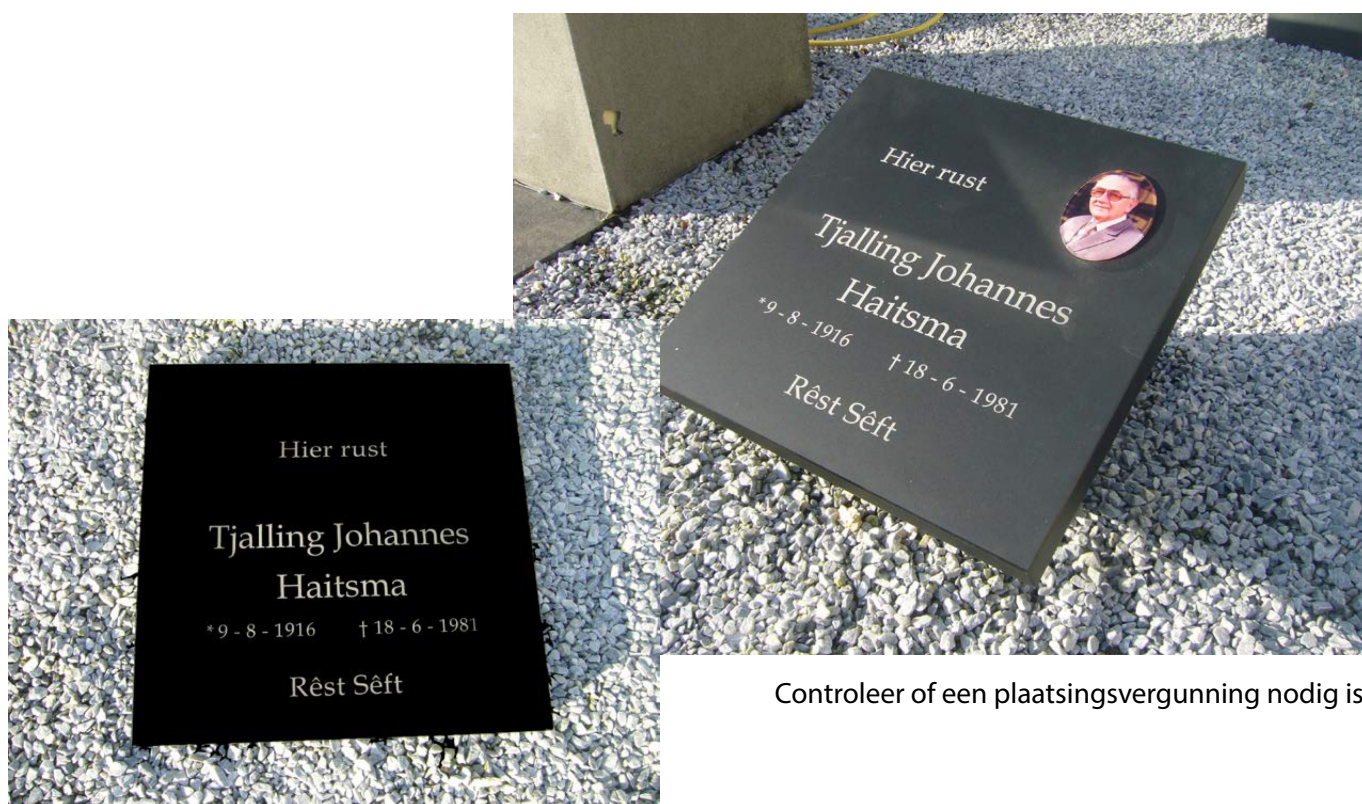 Hier rust
Tjalling Johannes
Haitsma
*9 - 8 - 1916 † 18 - 6 - 1981
Rêst Sêft
Hier rust
Tjalling Johannes
Haitsma
*9 - 8 - 1916 † 18 - 6 - 1981
Rêst Sêft
Controleer of een plaatsingsvergunning nodig is